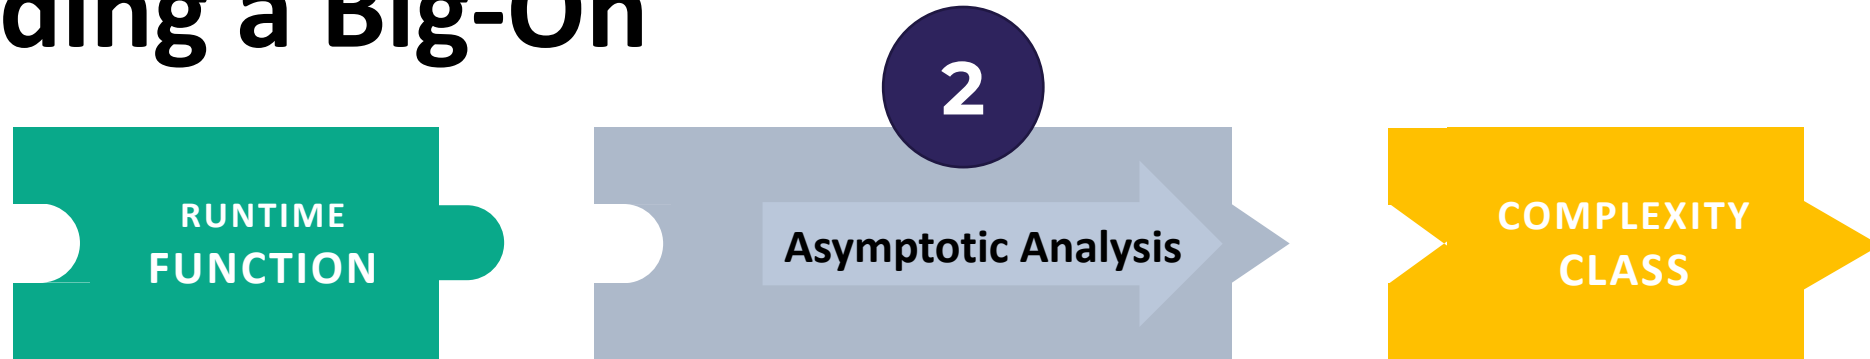 ding a Big-Oh
2
RUNTIME
FUNCTION
Asymptotic Analysis
COMPLEXITY
CLASS